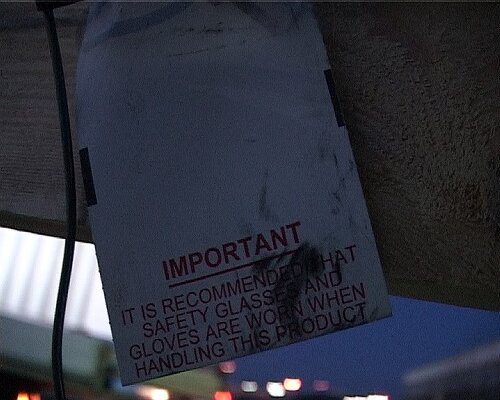 IMPORTANT
IT IS RECOMMENDED THAT
SAFETY GLASSES AND
GLOVES ARE WORN WHEN
HANDLING THIS PRODUCT